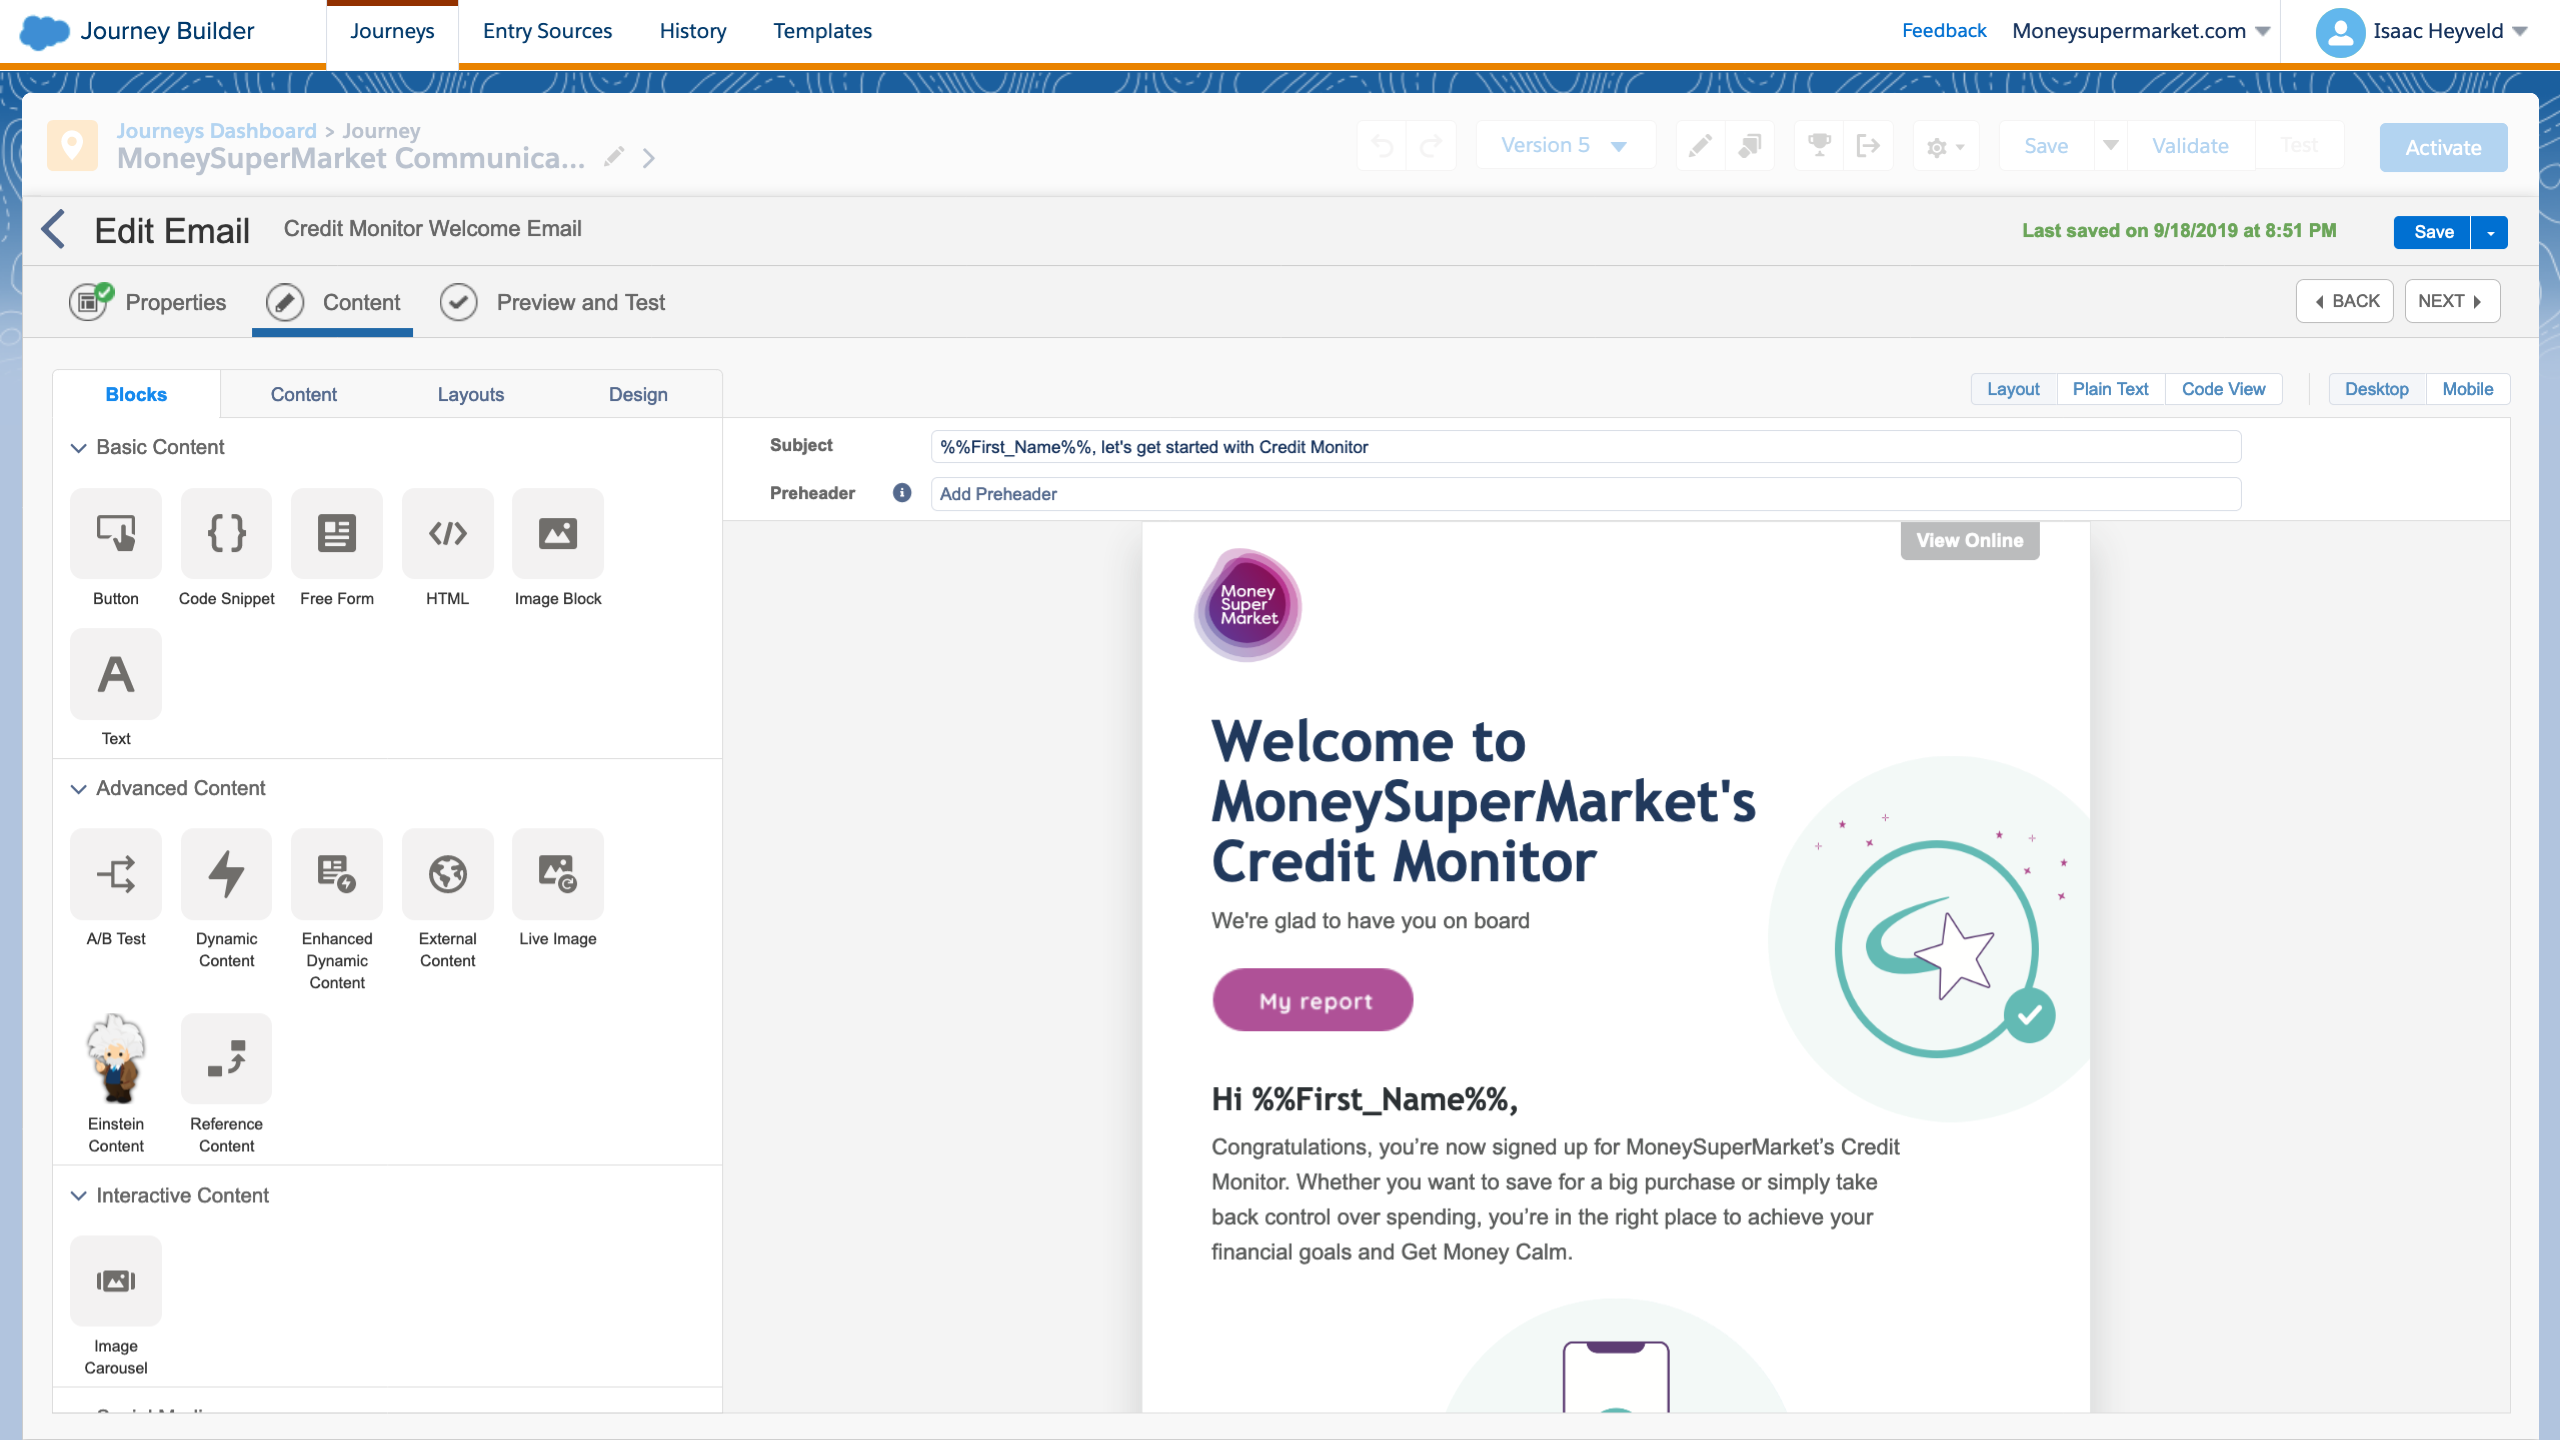 Journey Builder
Journeys
Entry Sources
History
Templates
Feedback
Moneysupermarket.com
Isaac Heyveld
Journeys Dashboard > Journey
MoneySuperMarket Communica...
Version 5
Save
Validate
Test
Activate
Edit Email
Credit Monitor Welcome Email
Last saved on 9/18/2019 at 8:51 PM
Save
Properties
Content
Preview and Test
BACK
NEXT
Blocks
Content
Layouts
Design
Layout
Plain Text
Code View
Desktop
Mobile
Basic Content
Button
Code Snippet
Free Form
HTML
Image Block
A
Text
Advanced Content
A/B Test
Dynamic
Content
Enhanced
Dynamic
Content
External
Content
Live Image
Einstein
Content
Reference
Content
Interactive Content
Image
Carousel
Subject
%%First_Name%%, let's get started with Credit Monitor
Preheader
Add Preheader
View Online
Money
Super
Market
Welcome to
MoneySuperMarket's
Credit Monitor
We're glad to have you on board
My report
Hi %%First_Name%%,
Congratulations, you’re now signed up for MoneySuperMarket’s Credit
Monitor. Whether you want to save for a big purchase or simply take
back control over spending, you’re in the right place to achieve your
financial goals and Get Money Calm.